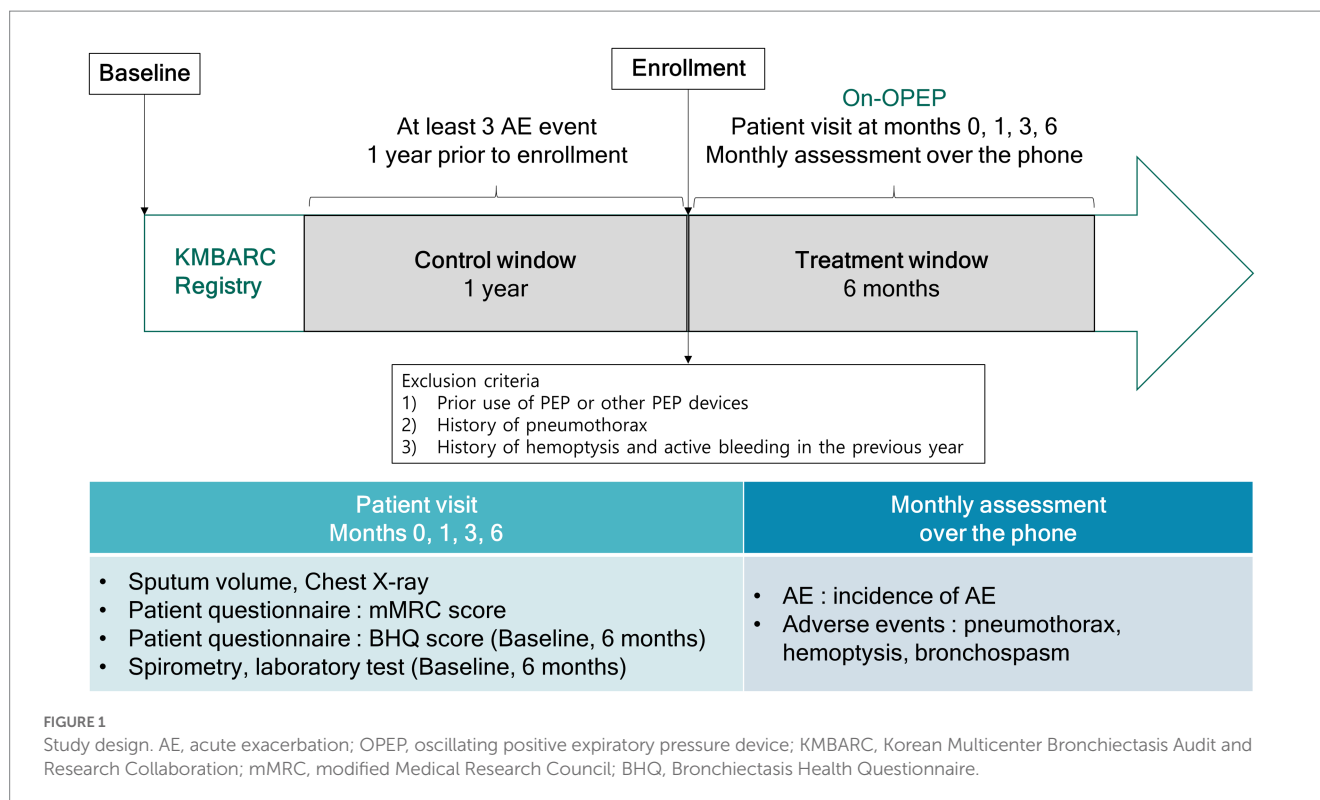 Baseline
Enrollment
At least 3 AE event
1 year prior to enrollment
On-OPEP
Patient visit at months 0, 1, 3, 6
Monthly assessment over the phone
KMBARC
Registry
Control window
1 year
Treatment window
6 months
Exclusion criteria
1) Prior use of PEP or other PEP devices
2) History of pneumothorax
3) History of hemoptysis and active bleeding in the previous year
Patient visit
Months 0, 1, 3, 6
• Sputum volume, Chest X-ray
• Patient questionnaire : mMRC score
• Patient questionnaire : BHQ score (Baseline, 6 months)
• Spirometry, laboratory test (Baseline, 6 months)
Monthly assessment
over the phone
• AE : incidence of AE
• Adverse events : pneumothorax,
hemoptysis, bronchospasm
FIGURE 1
Study design. AE, acute exacerbation; OPEP, oscillating positive expiratory pressure device; KMBARC, Korean Multicenter Bronchiectasis Audit and
Research Collaboration; mMRC, modified Medical Research Council; BHQ, Bronchiectasis Health Questionnaire.